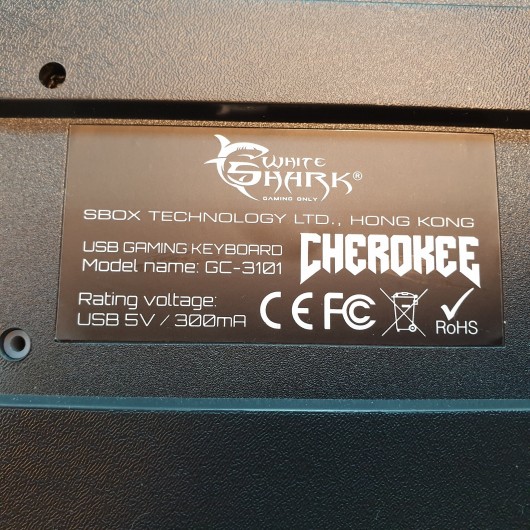 WHITE
SHARK®
GAMING ONLY
SBOX TECHNOLOGY LTD., HONG KONG
USB GAMING KEYBOARD
Model name: GC-3101
CHEROKEE
Rating voltage:
USB 5V / 300mA
CE FC
RoHS